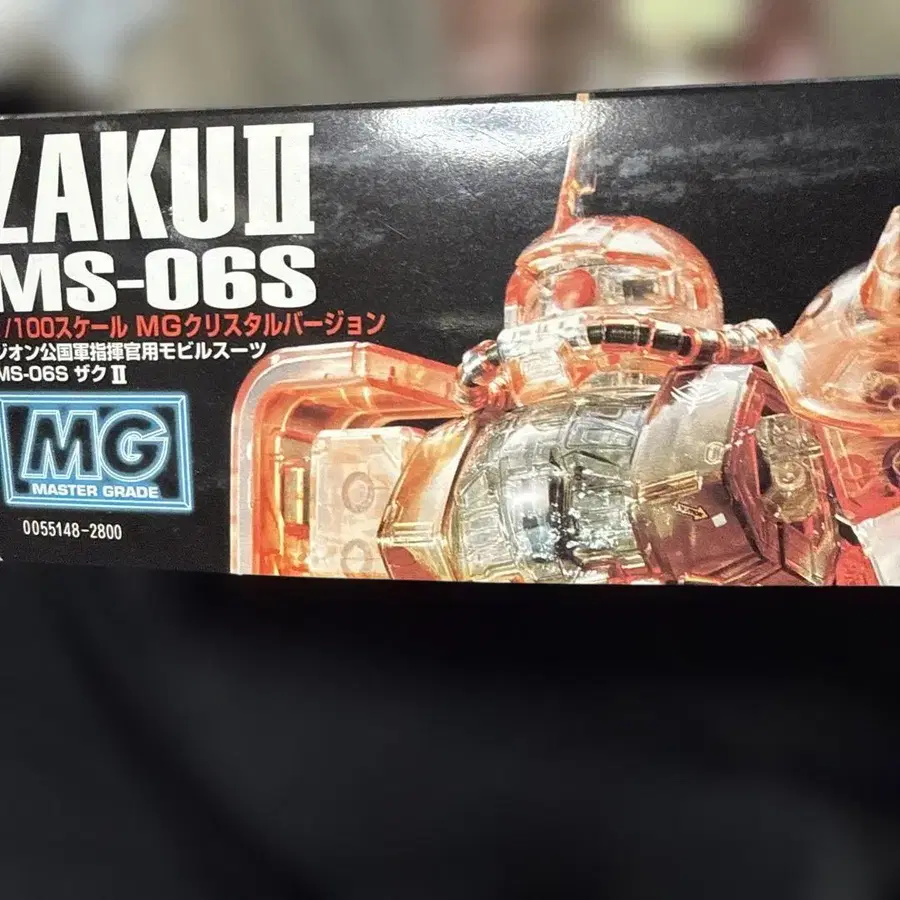 ZAKUⅡ
MS-06S
/100スケール MGクリスタルバージョン
ジオン公国軍指揮官用モビルスーツ
MS-06S ザクⅡ
MG
MASTER GRADE
0055148-2800